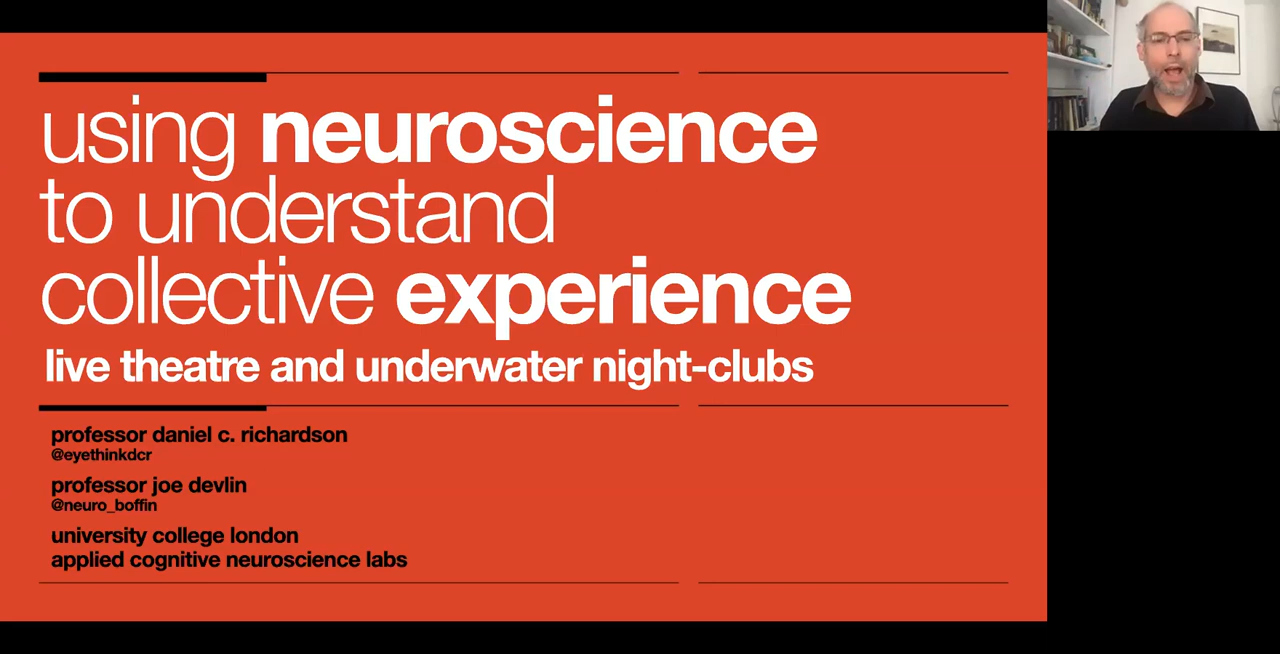 using neuroscience
to understand
collective experience
live theatre and underwater night-clubs
professor daniel c. richardson
@eyethinkdcr
professor joe devlin
@neuro_boffin
university college london
applied cognitive neuroscience labs